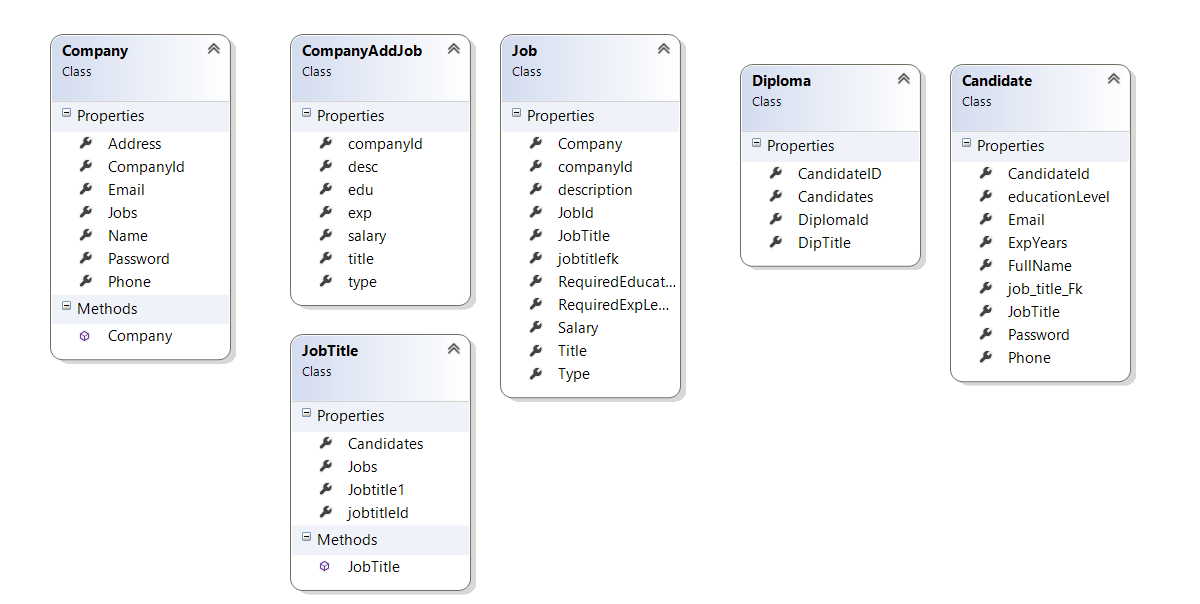 Company
Class
Properties
Address
CompanyId
Email
Jobs
Name
Password
Phone
Methods
Company
CompanyAddJob
Class
Properties
companyId
desc
edu
exp
salary
title
type
JobTitle
Class
Properties
Candidates
Jobs
Jobtitle1
jobtitleId
Methods
JobTitle
Job
Class
Properties
Company
companyId
description
JobId
JobTitle
jobtitlefk
RequiredEducat...
RequiredExpLe...
Salary
Title
Type
Diploma
Class
Properties
CandidateID
Candidates
DiplomaId
DipTitle
Candidate
Class
Properties
CandidateId
educationLevel
Email
ExpYears
FullName
job_title_Fk
JobTitle
Password
Phone